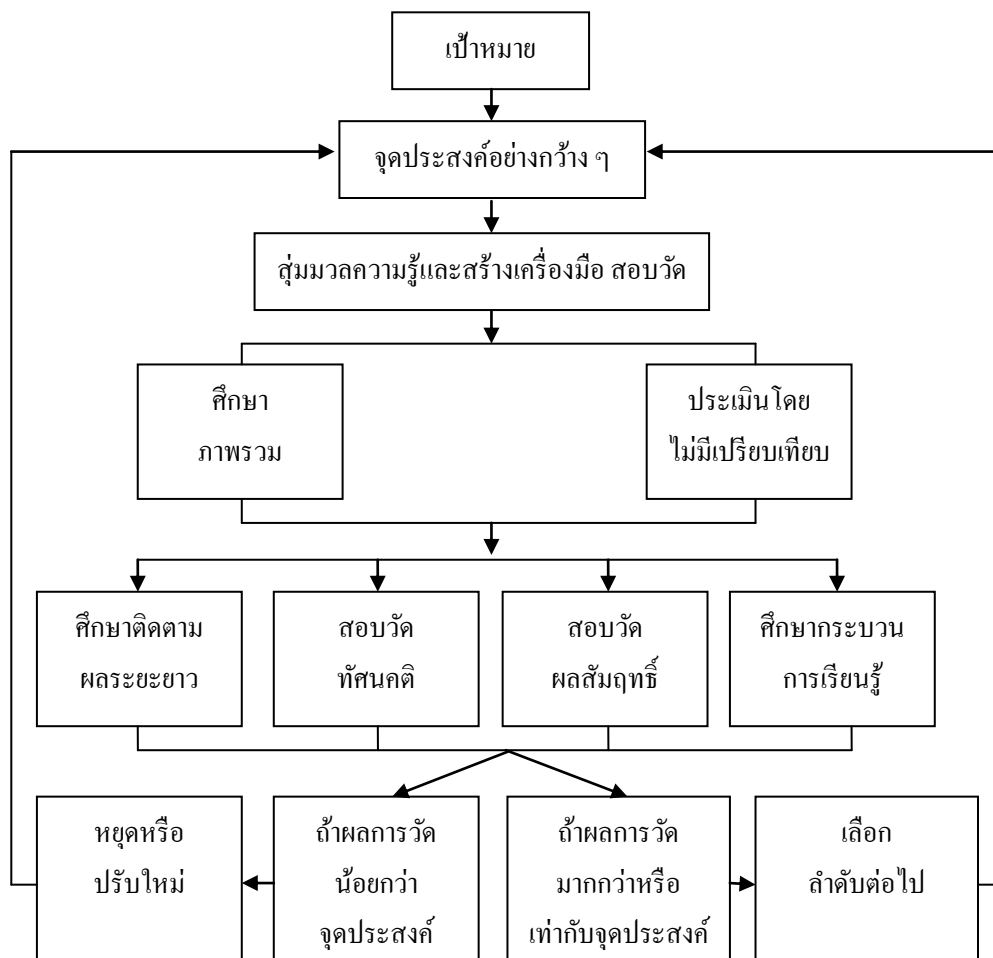 เป้าหมาย
จุดประสงค์อย่างกว้าง ๆ
สุ่มมวลความรู้และสร้างเครื่องมือ สอบวัด
ศึกษา
ภาพรวม
ประเมินโดย
ไม่มีเปรียบเทียบ
ศึกษาติดตาม
ผลระยะยาว
สอบวัด
ทัศนคติ
สอบวัด
ผลสัมฤทธิ์
ศึกษากระบวน
การเรียนรู้
หยุดหรือ
ปรับใหม่
ถ้าผลการวัด
น้อยกว่า
จุดประสงค์
ถ้าผลการวัด
มากกว่าหรือ
เท่ากับจุดประสงค์
เลือก
ลำดับต่อไป